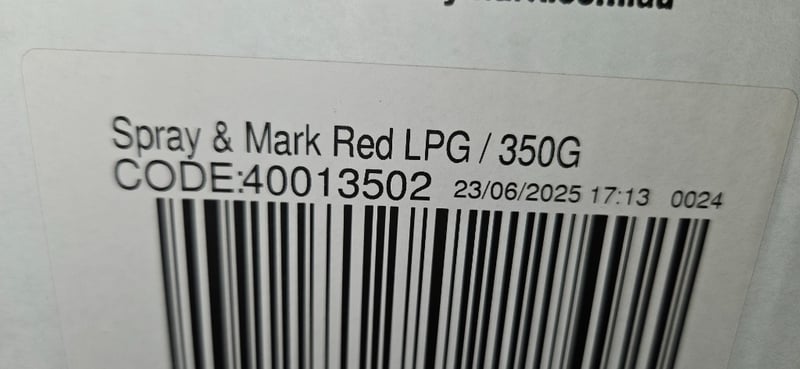 Spray & Mark Red LPG / 350G
CODE:40013502 23/06/2025 17:13 0024